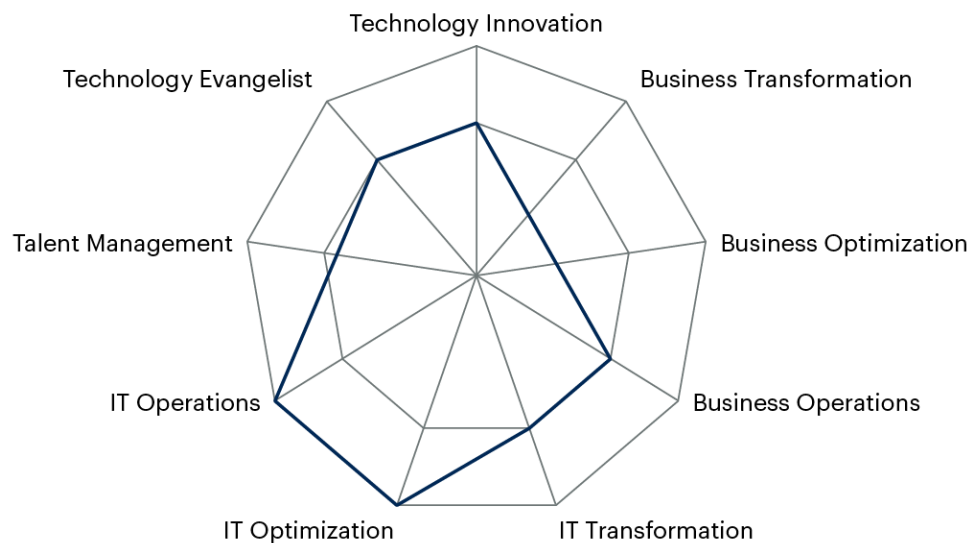 Technology Innovation
Technology Evangelist
Business Transformation
Talent Management
Business Optimization
IT Operations
Business Operations
IT Optimization
IT Transformation